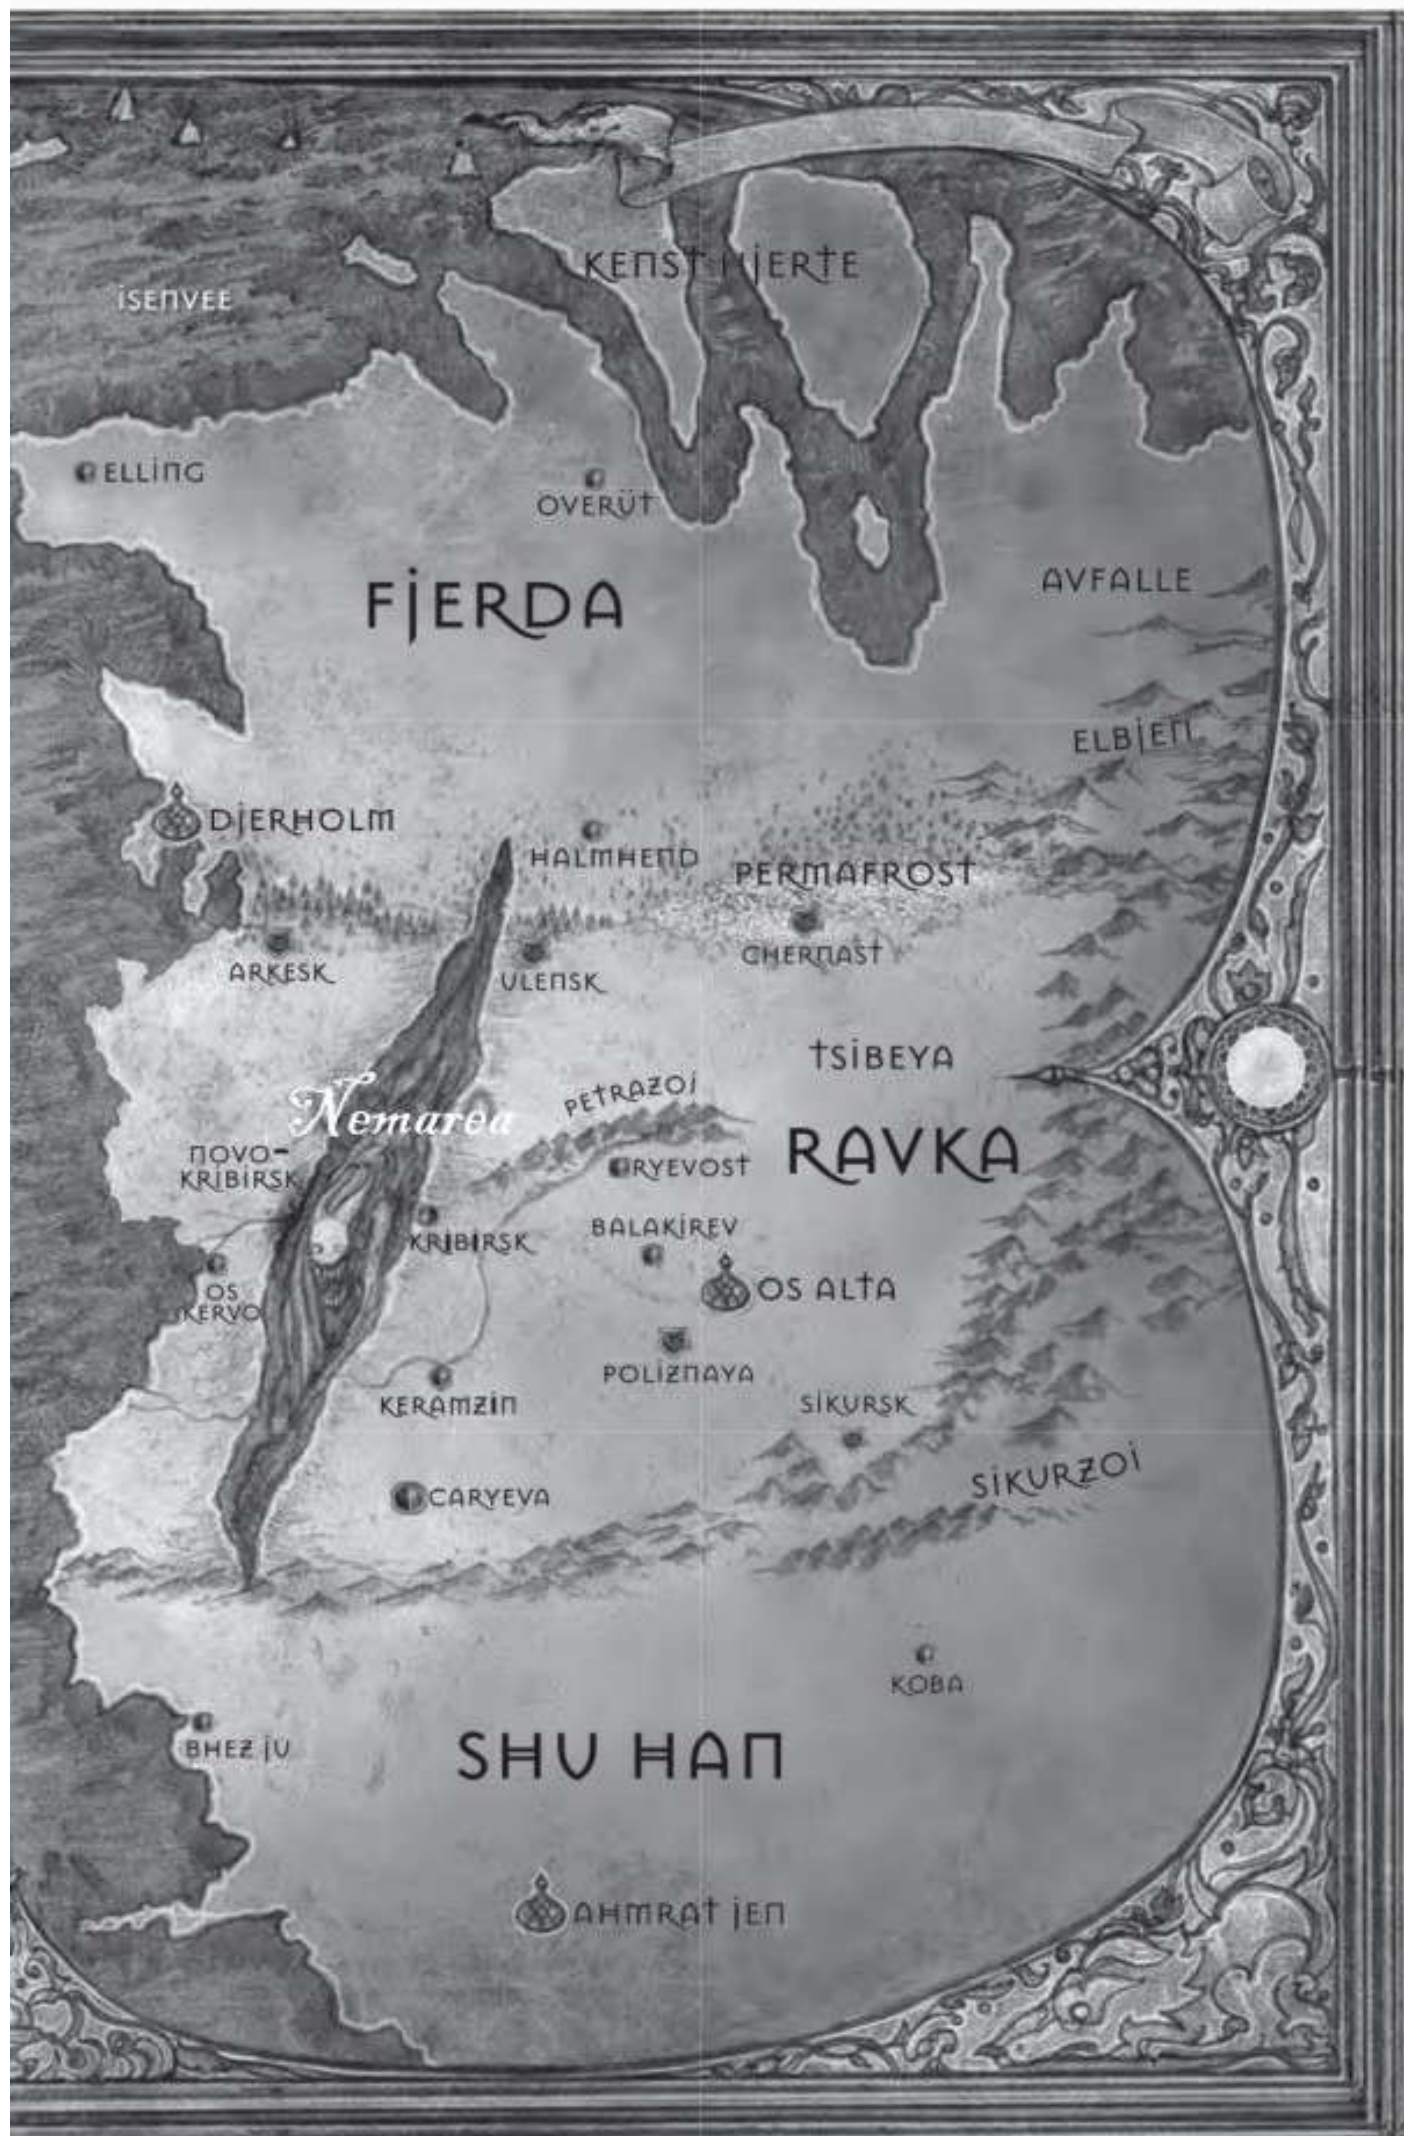 KENST HJERTE
ISENVEE
ELLING
OVERÜT
FJERDA
AVFALLE
ELBJEN
DJERHOLM
HALMHEND
PERMAFROST
CHERNAST
ARKESK
ULENSK
TSIBEYA
PETRAZOI
Nemarea
RAVKA
NOVO-
KRIBIRSK
RYEVOST
BALAKIREV
KRIBIRSK
OS ALTA
OS
KERVO
POLIZNAYA
KERAMZIN
SIKURSK
SIKURZOI
CARYEVA
KOBA
BHEZ JU
SHU HAN
AHMRAT JEN